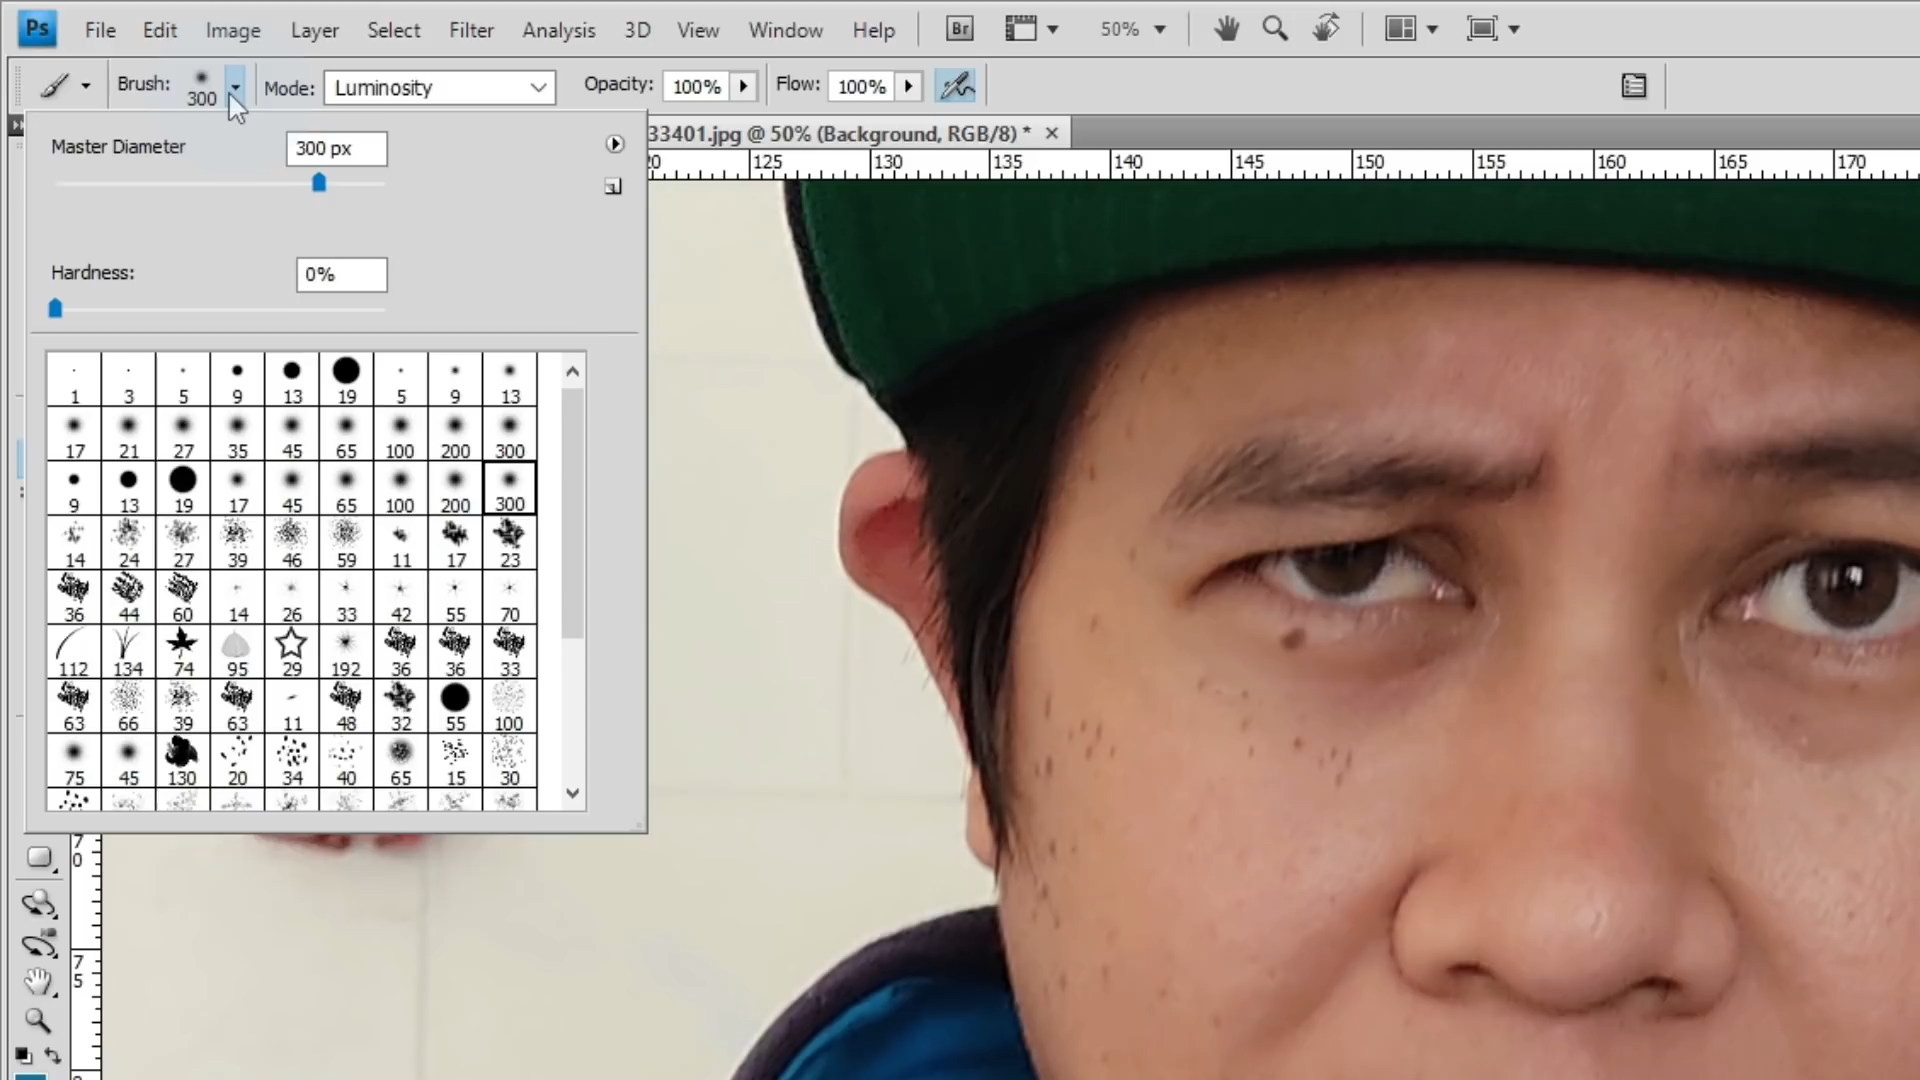 Ps File Edit Image Layer Select Filter Analysis 3D View Window Help Br 50%
Brush: 300 Mode: Luminosity Opacity: 100% Flow: 100%
33401.jpg @ 50% (Background, RGB/8) * ×
Master Diameter 300 px
20 125 130 135 140 145 150 155 160 165 170
Hardness: 0%
1 3 5 9 13 19 5 9 13
17 21 27 35 45 65 100 200 300
9 13 19 17 45 65 100 200 300
14 24 27 39 46 59 11 17 23
36 44 60 14 26 33 42 55 70
112 134 74 95 29 192 36 36 33
63 66 39 63 11 48 32 55 100
75 45 130 20 34 40 65 15 30
70
75